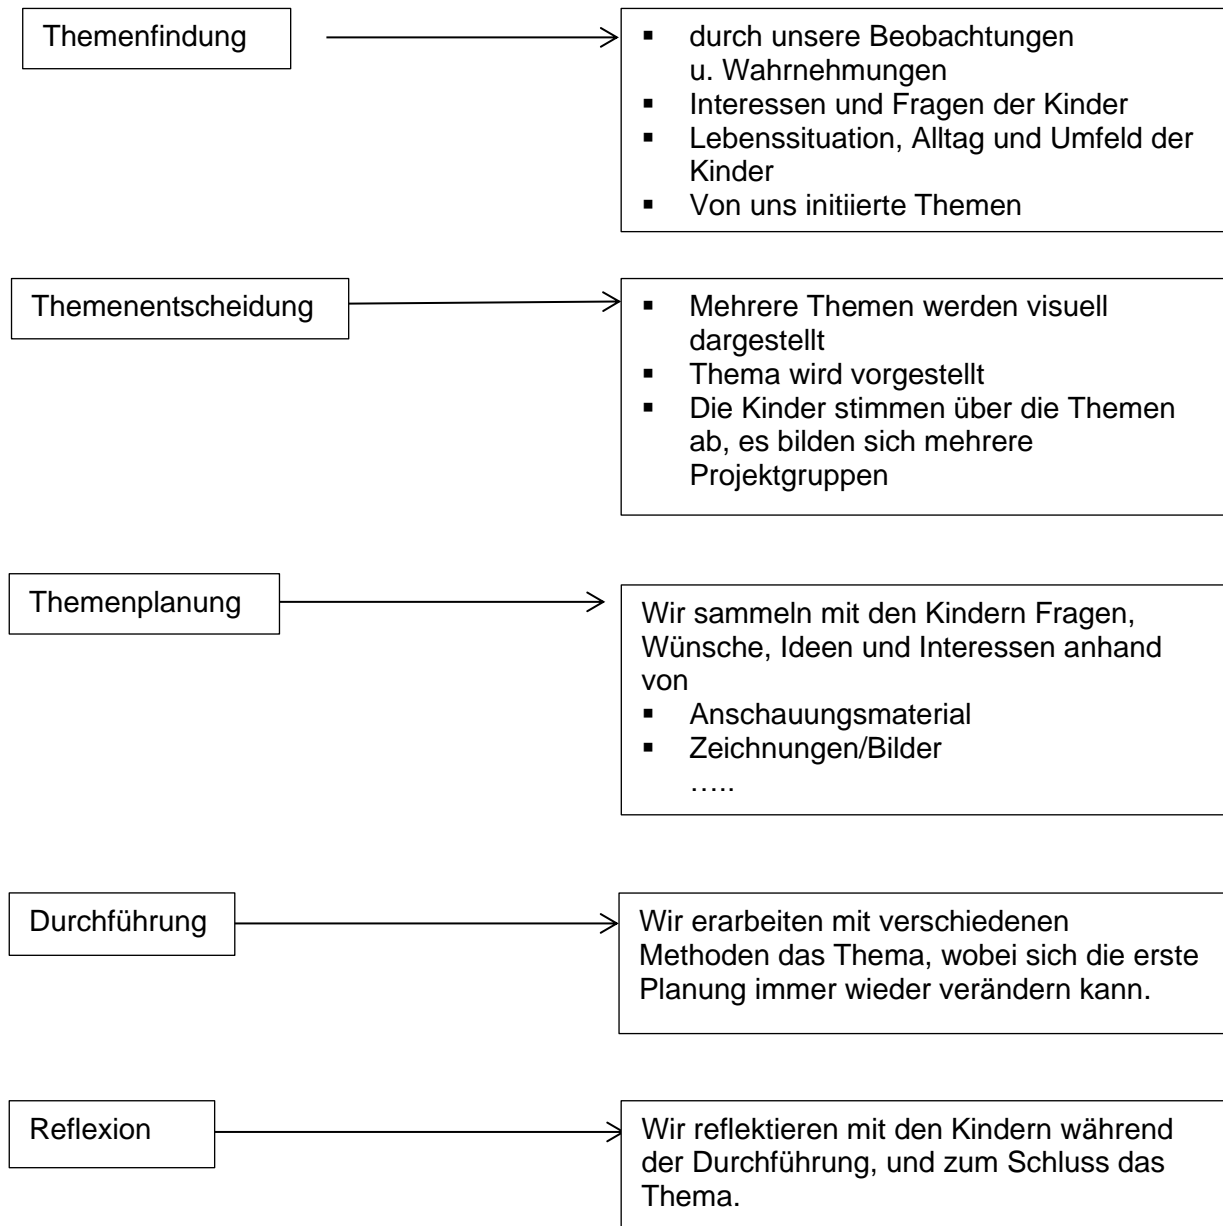 Themenfindung
▪ durch unsere Beobachtungen
u. Wahrnehmungen
▪ Interessen und Fragen der Kinder
▪ Lebenssituation, Alltag und Umfeld der
Kinder
▪ Von uns initiierte Themen
Themenentscheidung
▪ Mehrere Themen werden visuell
dargestellt
▪ Thema wird vorgestellt
▪ Die Kinder stimmen über die Themen
ab, es bilden sich mehrere
Projektgruppen
Themenplanung
Wir sammeln mit den Kindern Fragen,
Wünsche, Ideen und Interessen anhand
von
▪ Anschauungsmaterial
▪ Zeichnungen/Bilder
…..
Durchführung
Wir erarbeiten mit verschiedenen
Methoden das Thema, wobei sich die erste
Planung immer wieder verändern kann.
Reflexion
Wir reflektieren mit den Kindern während
der Durchführung, und zum Schluss das
Thema.